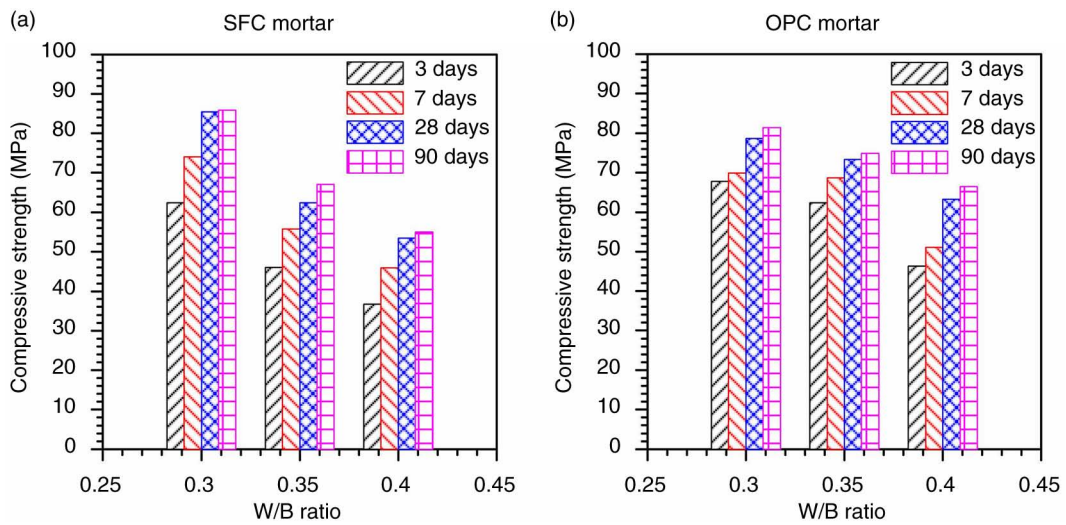 (a)
SFC mortar
Compressive strength (MPa)
100
90
80
70
60
50
40
30
20
10
0
3 days
7 days
28 days
90 days
0.25
0.3
0.35
0.4
0.45
W/B ratio
(b)
OPC mortar
Compressive strength (MPa)
100
90
80
70
60
50
40
30
20
10
0
3 days
7 days
28 days
90 days
0.25
0.3
0.35
0.4
0.45
W/B ratio